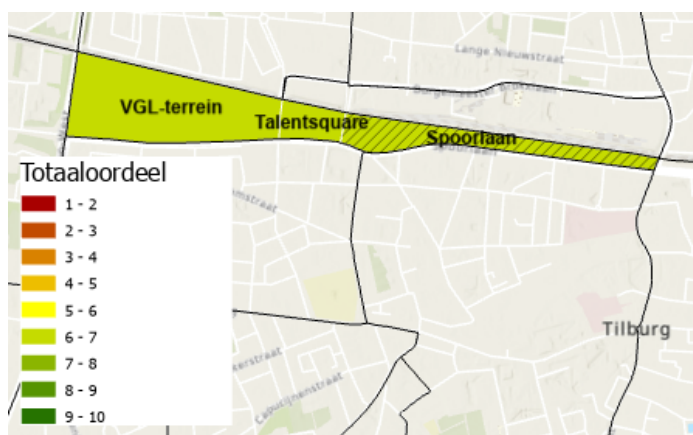 Lange Nieuwstraat
VGL-terrein
Talentsquare
Spoorlaan
Totaaloordeel
1 - 2
2 - 3
3 - 4
4 - 5
5 - 6
6 - 7
7 - 8
8 - 9
9 - 10
Tilburg
Capucijnenstraat